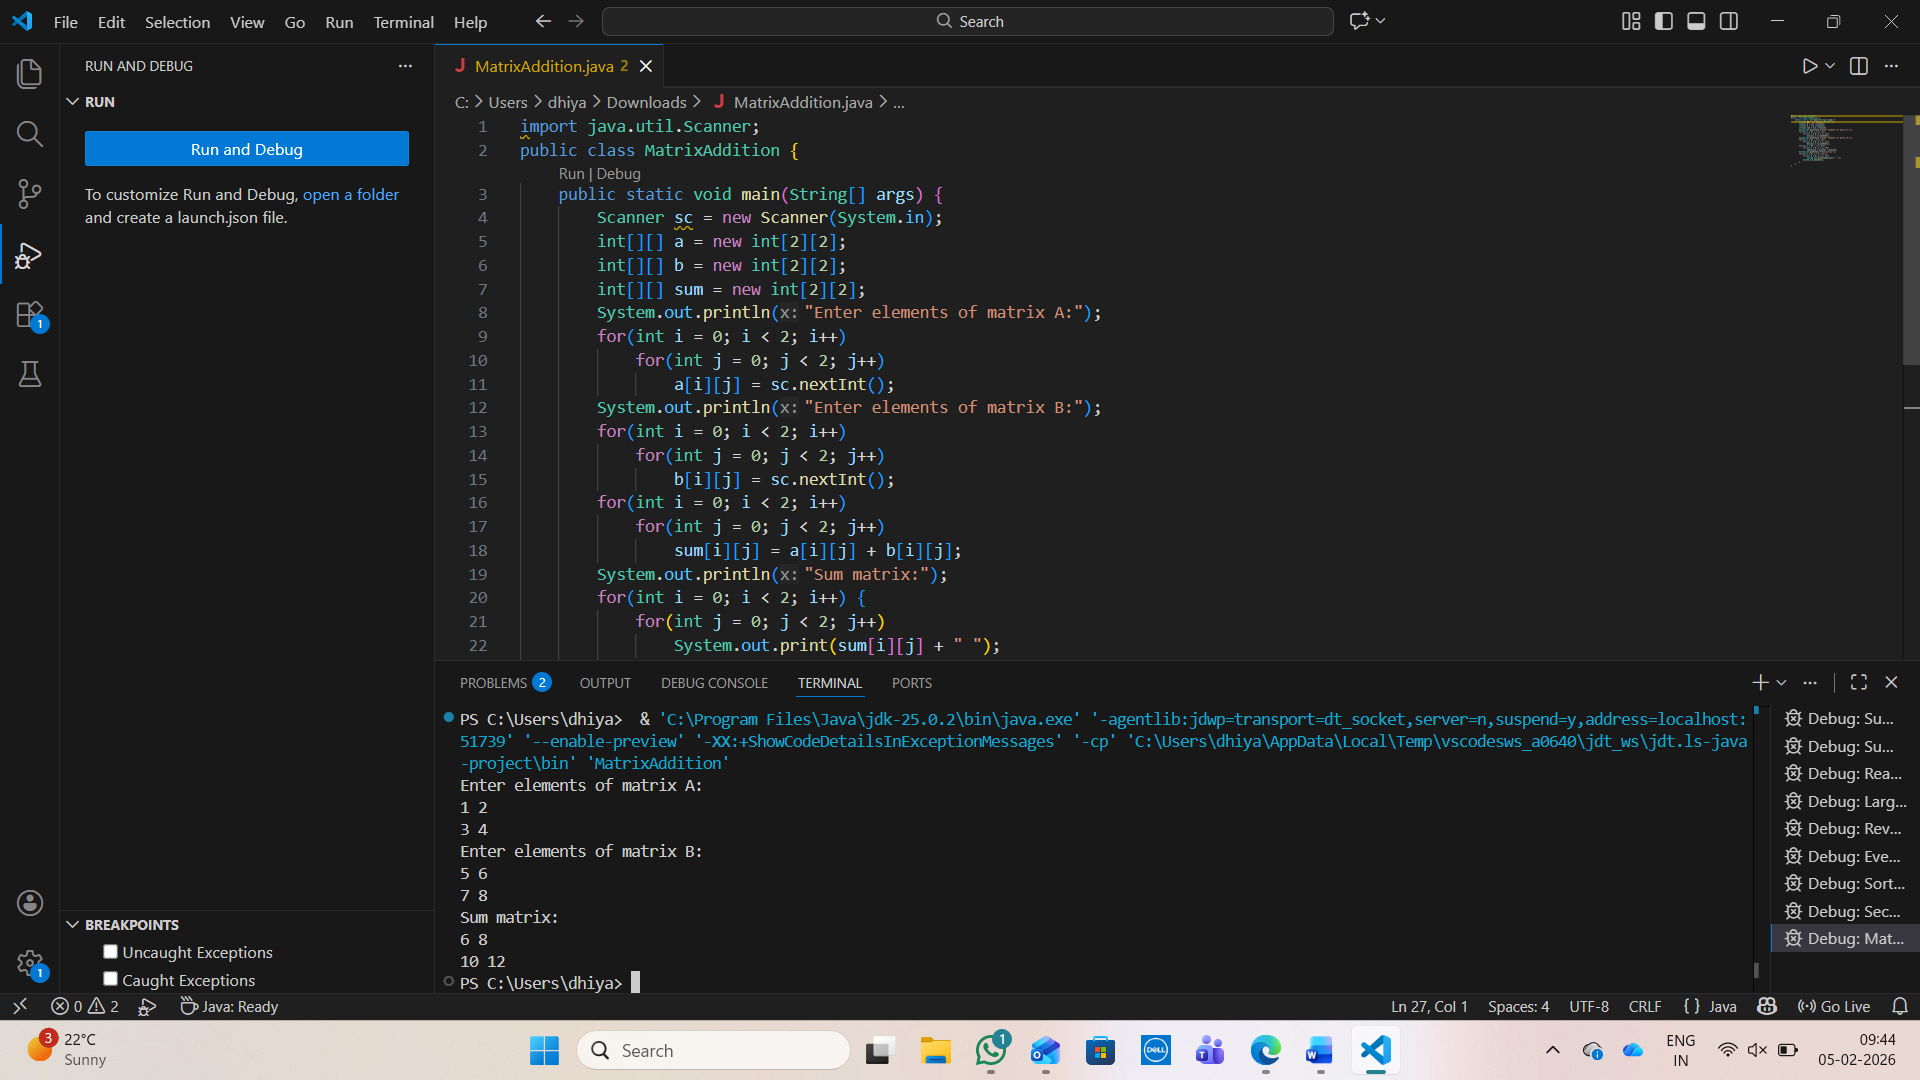 File Edit Selection View Go Run Terminal Help
Search
RUN AND DEBUG
RUN
Run and Debug
To customize Run and Debug, open a folder
and create a launch.json file.
1
BREAKPOINTS
Uncaught Exceptions
Caught Exceptions
1
J MatrixAddition.java 2
C: > Users > dhiya > Downloads > J MatrixAddition.java > ...
1 import java.util.Scanner;
2 public class MatrixAddition {
Run | Debug
3 public static void main(String[] args) {
4 Scanner sc = new Scanner(System.in);
5 int[][] a = new int[2][2];
6 int[][] b = new int[2][2];
7 int[][] sum = new int[2][2];
8 System.out.println(x: "Enter elements of matrix A:");
9 for(int i = 0; i < 2; i++)
10 for(int j = 0; j < 2; j++)
11 a[i][j] = sc.nextInt();
12 System.out.println(x: "Enter elements of matrix B:");
13 for(int i = 0; i < 2; i++)
14 for(int j = 0; j < 2; j++)
15 b[i][j] = sc.nextInt();
16 for(int i = 0; i < 2; i++)
17 for(int j = 0; j < 2; j++)
18 sum[i][j] = a[i][j] + b[i][j];
19 System.out.println(x: "Sum matrix:");
20 for(int i = 0; i < 2; i++) {
21 for(int j = 0; j < 2; j++)
22 System.out.print(sum[i][j] + " ");
PROBLEMS 2 OUTPUT DEBUG CONSOLE TERMINAL PORTS
PS C:\Users\dhiya> & 'C:\Program Files\Java\jdk-25.0.2\bin\java.exe' '-agentlib:jdwp=transport=dt_socket,server=n,suspend=y,address=localhost:
51739' '--enable-preview' '-XX:+ShowCodeDetailsInExceptionMessages' '-cp' 'C:\Users\dhiya\AppData\Local\Temp\vscodesws_a0640\jdt_ws\jdt.ls-java
-project\bin' 'MatrixAddition'
Enter elements of matrix A:
1 2
3 4
Enter elements of matrix B:
5 6
7 8
Sum matrix:
6 8
10 12
PS C:\Users\dhiya>
Debug: Su...
Debug: Su...
Debug: Rea...
Debug: Larg...
Debug: Rev...
Debug: Eve...
Debug: Sort...
Debug: Sec...
Debug: Mat...
0 2 Java: Ready Ln 27, Col 1 Spaces: 4 UTF-8 CRLF {} Java Go Live
3 22°C
Sunny
Search
1
DELL
ENG
IN
09:44
05-02-2026